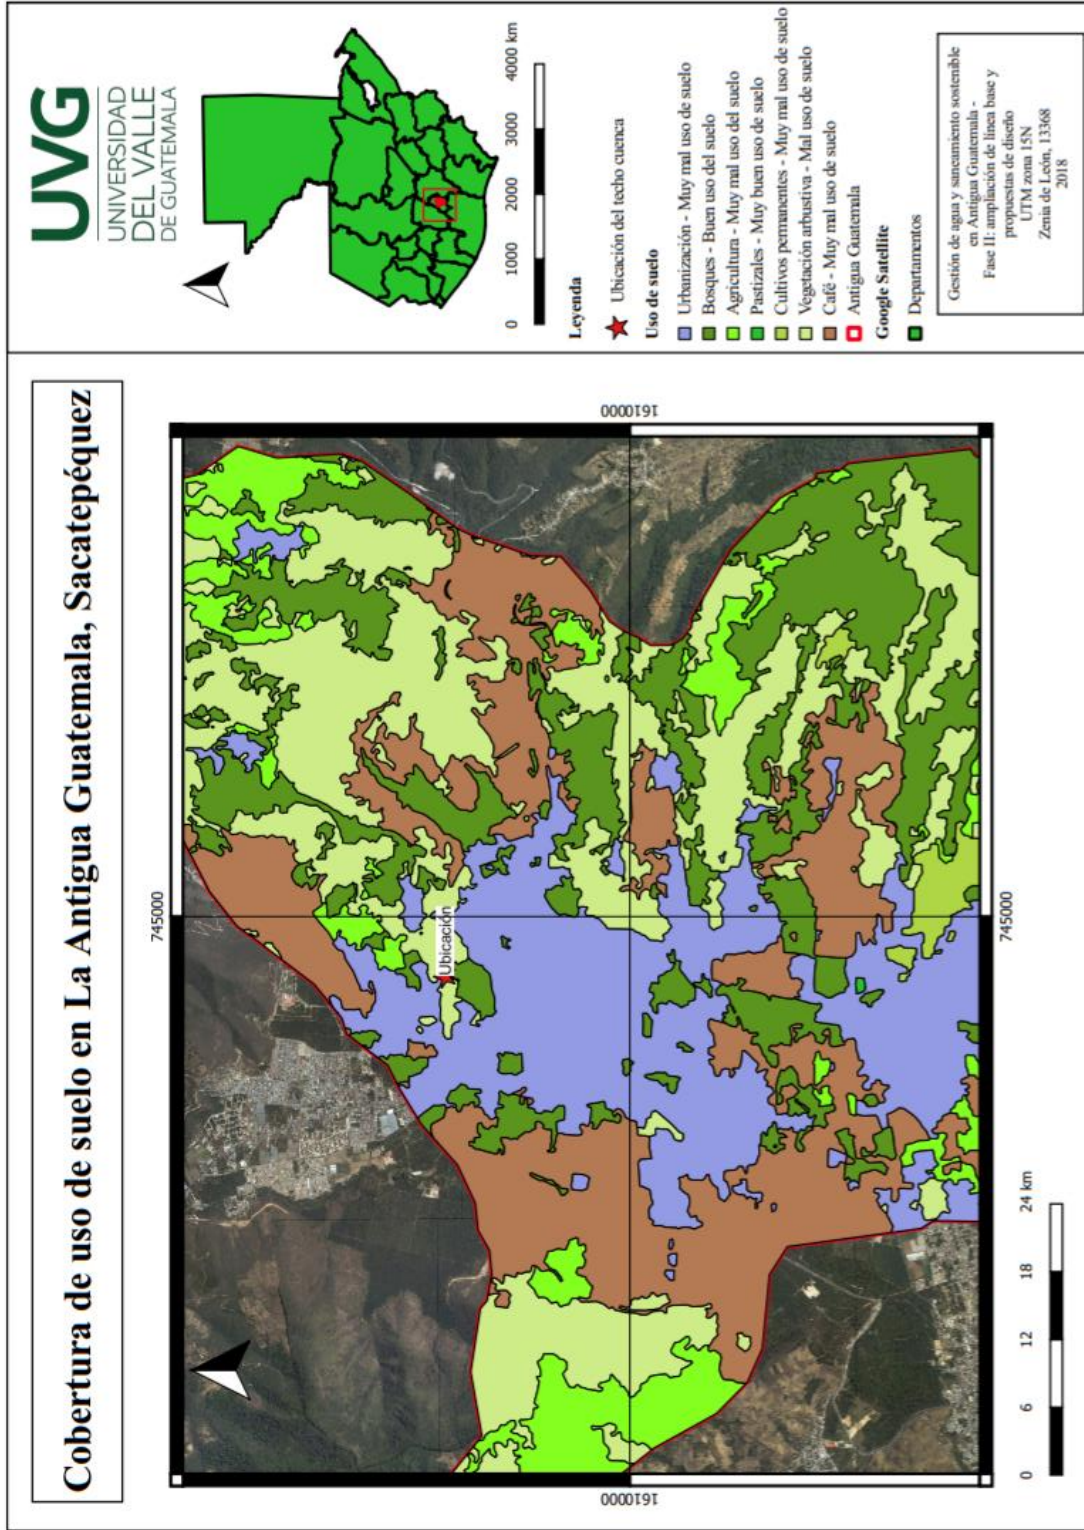 Cobertura de uso de suelo en La Antigua Guatemala, Sacatepéquez
745000
1610000
1610000
Ubicación
745000
0 6 12 18 24 km
UVG
UNIVERSIDAD
DEL VALLE
DE GUATEMALA
0 1000 2000 3000 4000 km
Leyenda
Ubicación del techo cuenca
Uso de suelo
Urbanización - Muy mal uso de suelo
Bosques - Buen uso del suelo
Agricultura - Muy mal uso del suelo
Pastizales - Muy buen uso de suelo
Cultivos permanentes - Muy mal uso de suelo
Vegetación arbustiva - Mal uso de suelo
Café - Muy mal uso de suelo
Antigua Guatemala
Google Satellite
Departamentos
Gestión de agua y saneamiento sostenible
en Antigua Guatemala -
Fase II: ampliación de línea base y
propuestas de diseño
UTM zona 15N
Zenia de León, 13368
2018